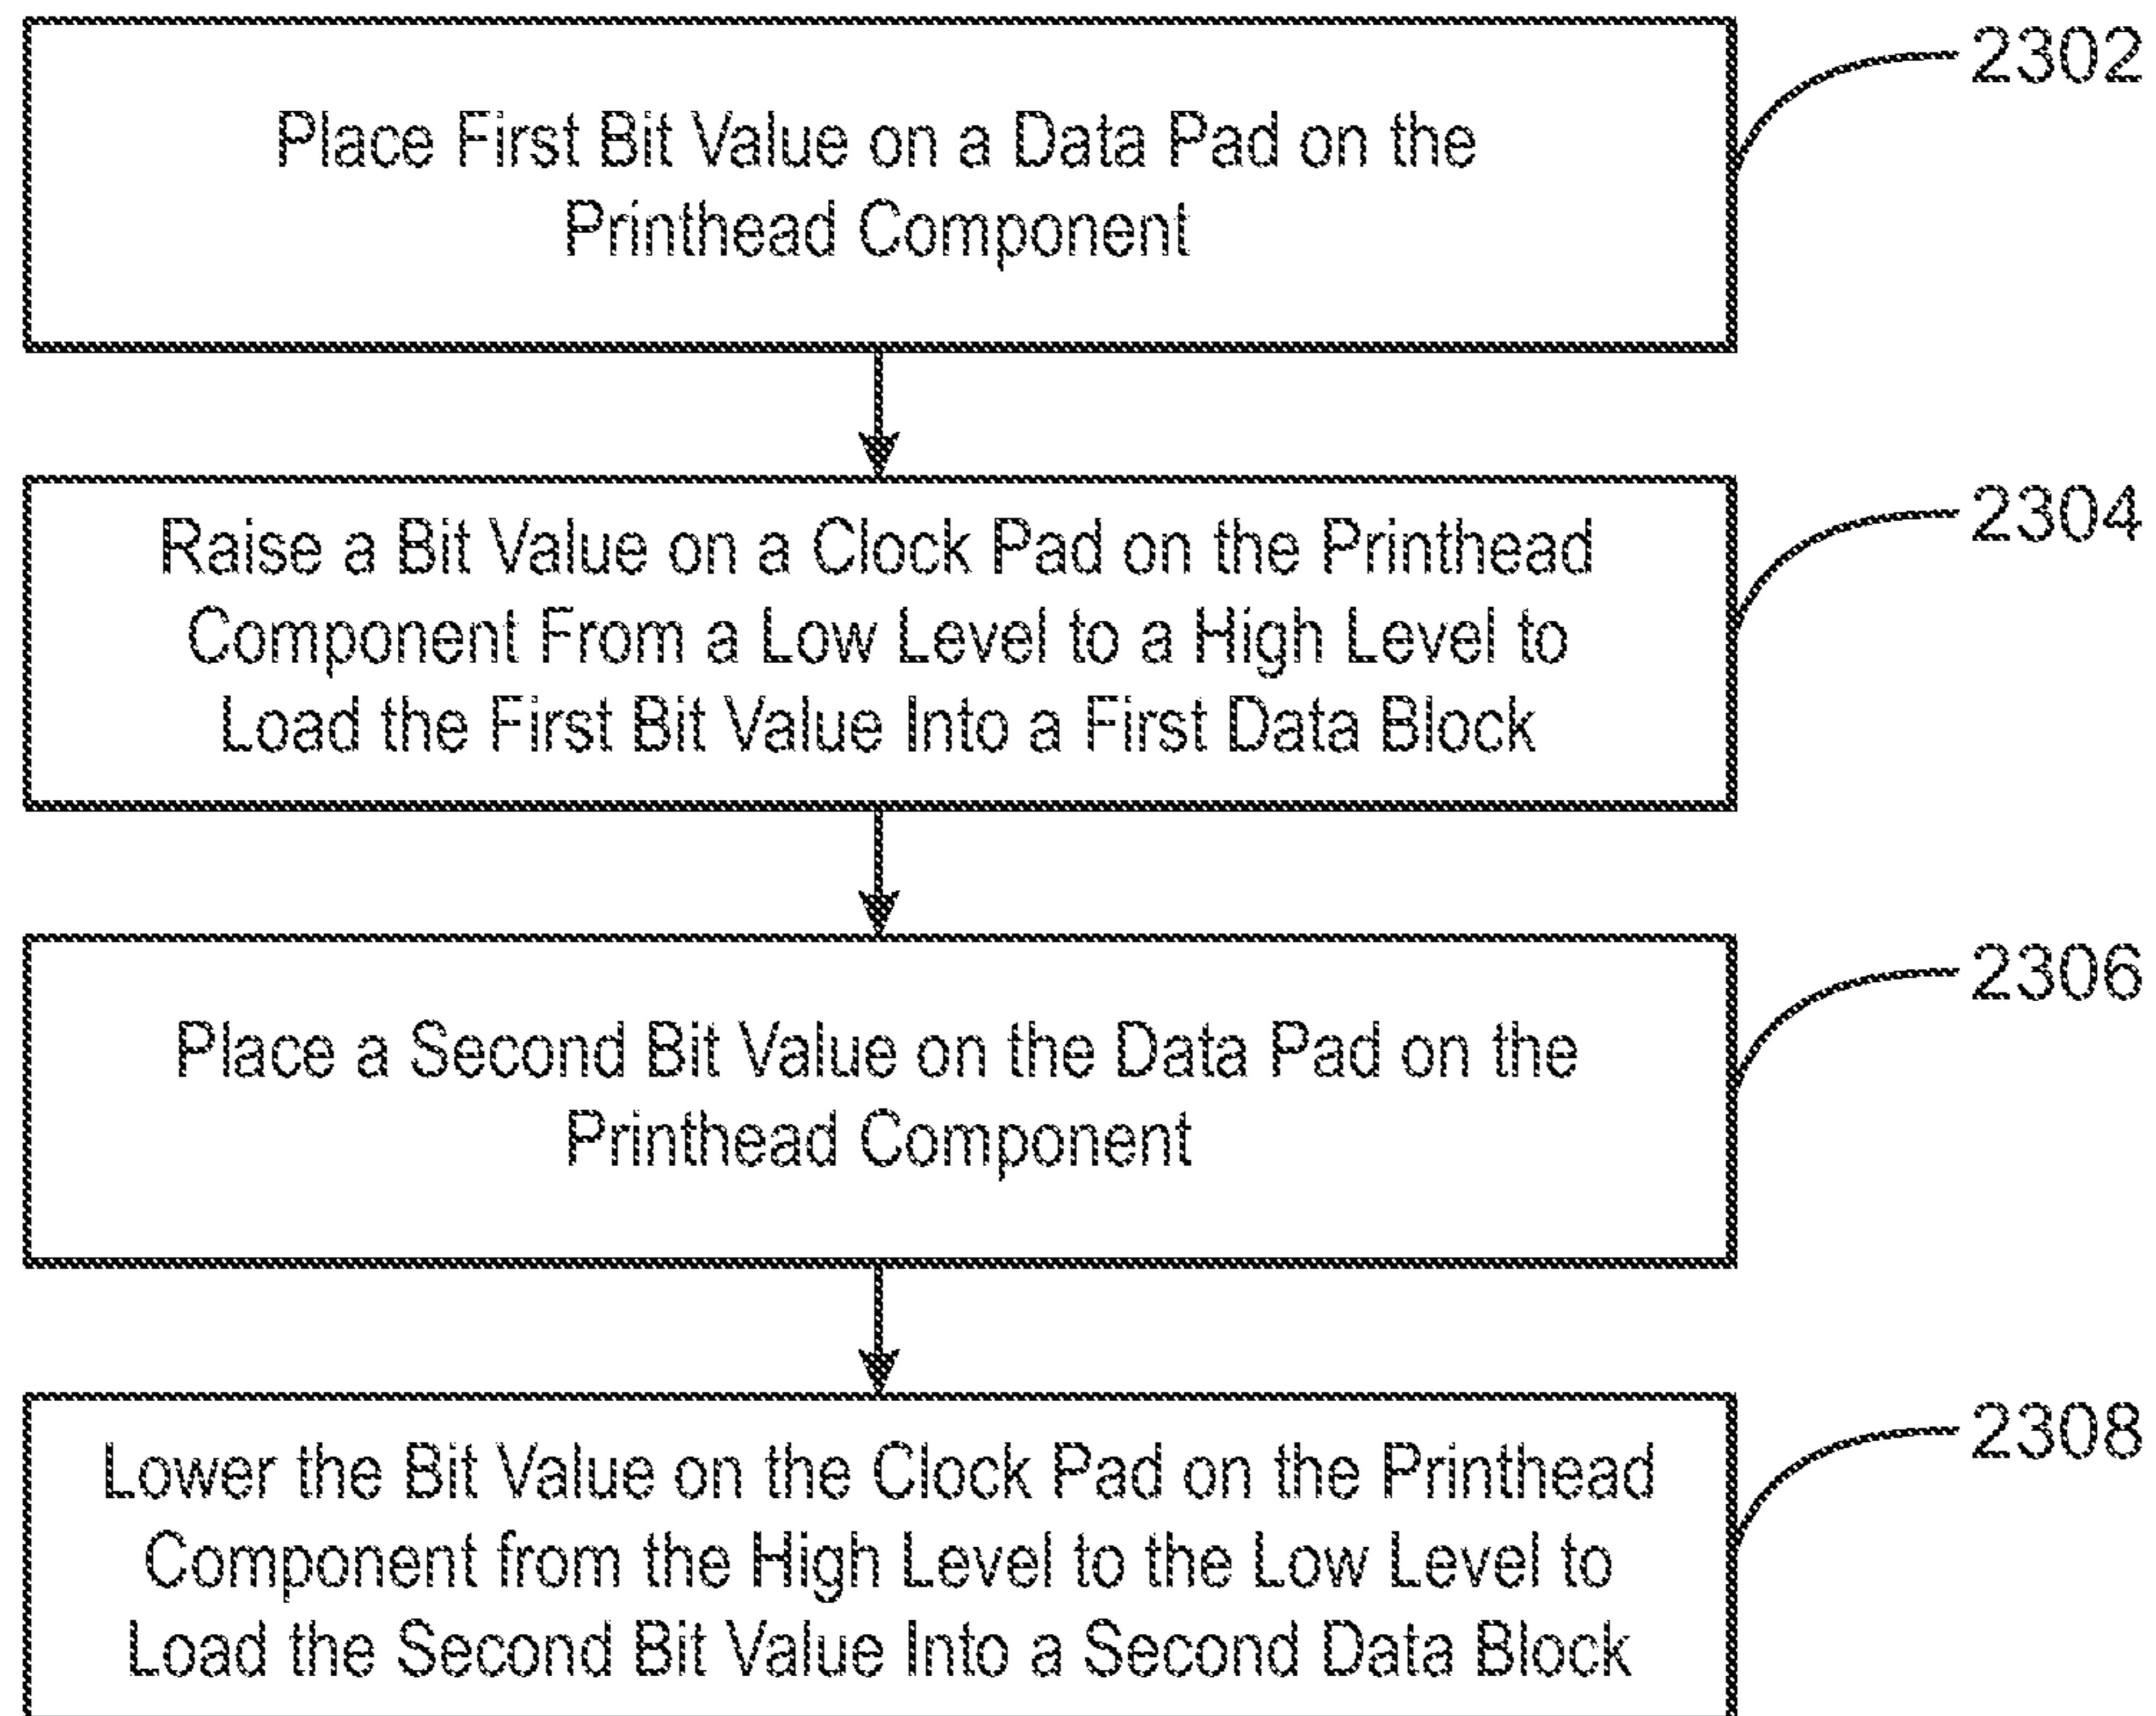 Place First Bit Value on a Data Pad on the
Printhead Component
2302
Raise a Bit Value on a Clock Pad on the Printhead
Component From a Low Level to a High Level to
Load the First Bit Value Into a First Data Block
2304
Place a Second Bit Value on the Data Pad on the
Printhead Component
2306
Lower the Bit Value on the Clock Pad on the Printhead
Component from the High Level to the Low Level to
Load the Second Bit Value Into a Second Data Block
2308